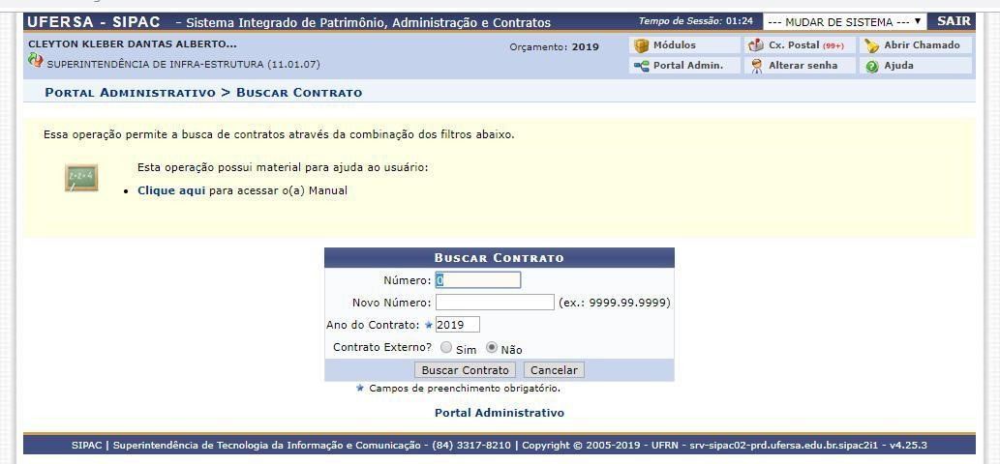 UFERSA - SIPAC - Sistema Integrado de Patrimônio, Administração e Contratos Tempo de Sessão: 01:24 --- MUDAR DE SISTEMA --- SAIR
CLEYTON KLEBER DANTAS ALBERTO... Orçamento: 2019 Módulos Cx. Postal (99+) Abrir Chamado
SUPERINTENDÊNCIA DE INFRA-ESTRUTURA (11.01.07) Portal Admin. Alterar senha Ajuda
PORTAL ADMINISTRATIVO > BUSCAR CONTRATO
Essa operação permite a busca de contratos através da combinação dos filtros abaixo.
2+2=4
Esta operação possui material para ajuda ao usuário:
• Clique aqui para acessar o(a) Manual
BUSCAR CONTRATO
Número: 0
Novo Número: (ex.: 9999.99.9999)
Ano do Contrato: 2019
Contrato Externo? Sim Não
Buscar Contrato Cancelar
Campos de preenchimento obrigatório.
Portal Administrativo
SIPAC | Superintendência de Tecnologia da Informação e Comunicação - (84) 3317-8210 | Copyright © 2005-2019 - UFRN - srv-sipac02-prd.ufersa.edu.br.sipac2i1 - v4.25.3